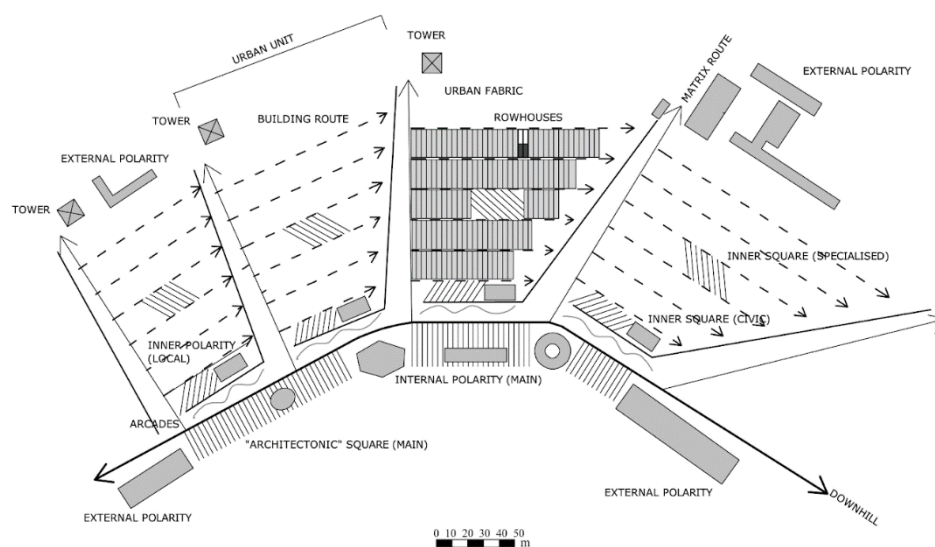 URBAN UNIT
TOWER
MATRIX ROUTE
EXTERNAL POLARITY
URBAN FABRIC
TOWER
BUILDING ROUTE
ROWHOUSES
EXTERNAL POLARITY
TOWER
INNER SQUARE (SPECIALISED)
INNER SQUARE (CIVIC)
INNER POLARITY
(LOCAL)
INTERNAL POLARITY (MAIN)
ARCADES
"ARCHITECTONIC" SQUARE (MAIN)
EXTERNAL POLARITY
DOWNHILL
EXTERNAL POLARITY
0 10 20 30 40 50
m